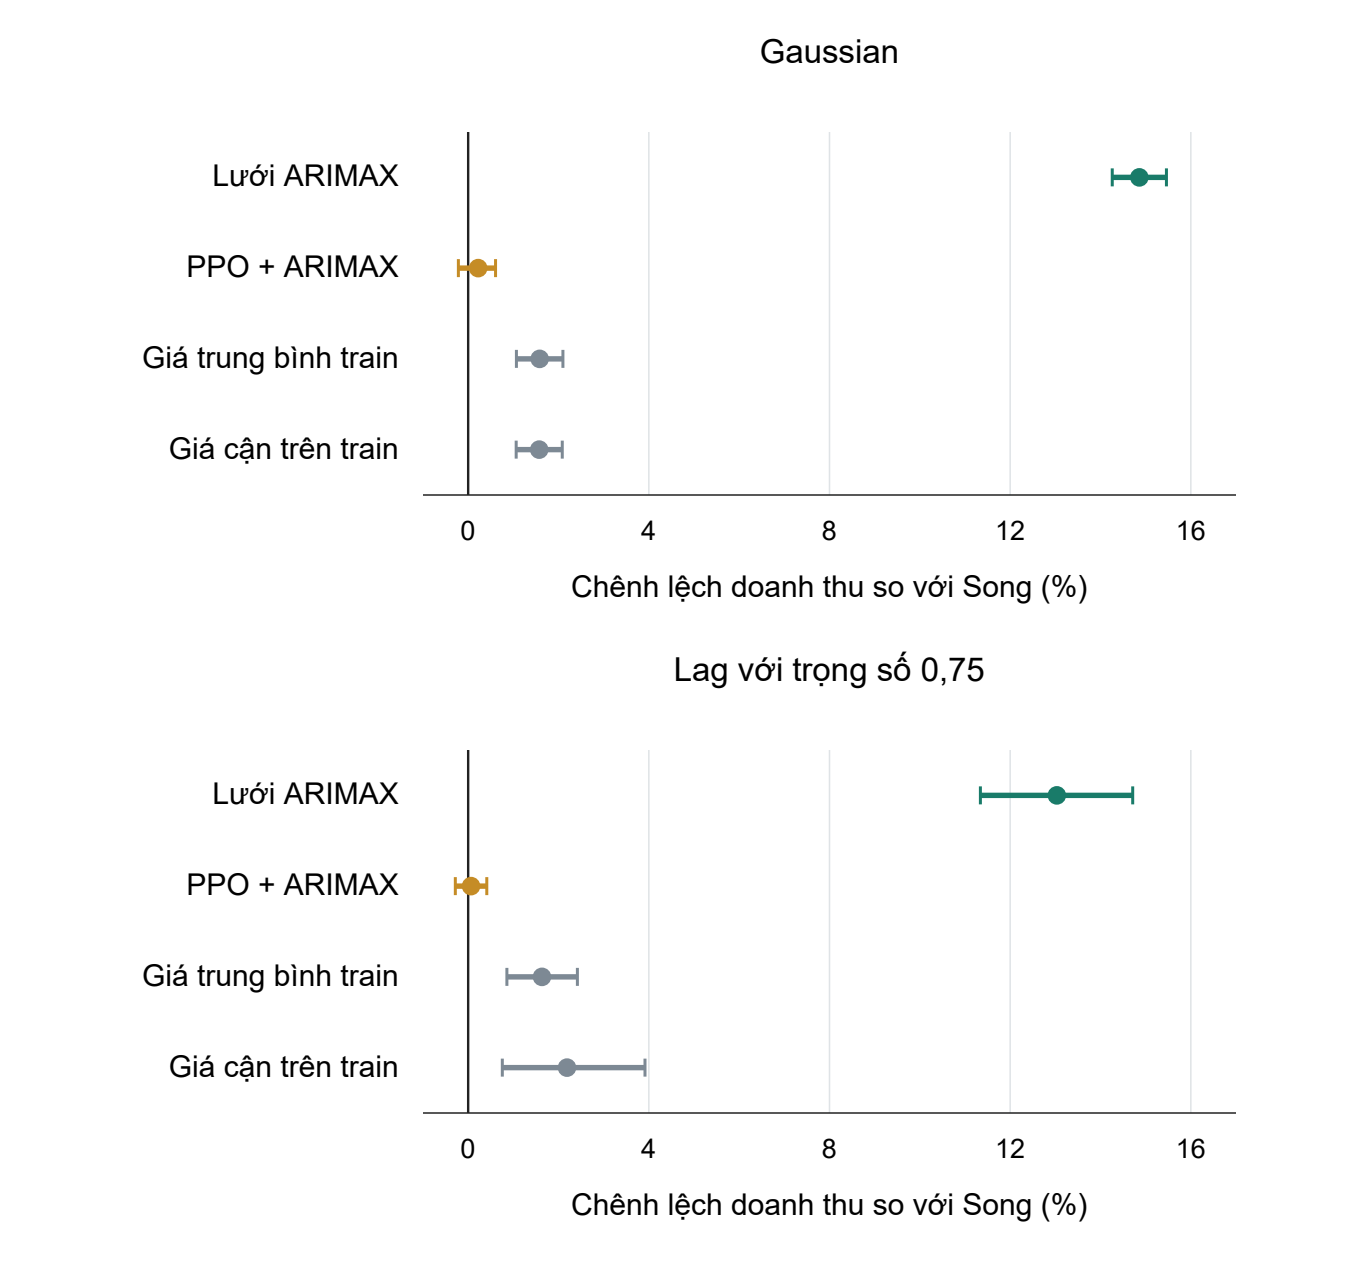 Gaussian
Lưới ARIMAX
PPO + ARIMAX
Giá trung bình train
Giá cận trên train
0 4 8 12 16
Chênh lệch doanh thu so với Song (%)
Lag với trọng số 0,75
Lưới ARIMAX
PPO + ARIMAX
Giá trung bình train
Giá cận trên train
0 4 8 12 16
Chênh lệch doanh thu so với Song (%)